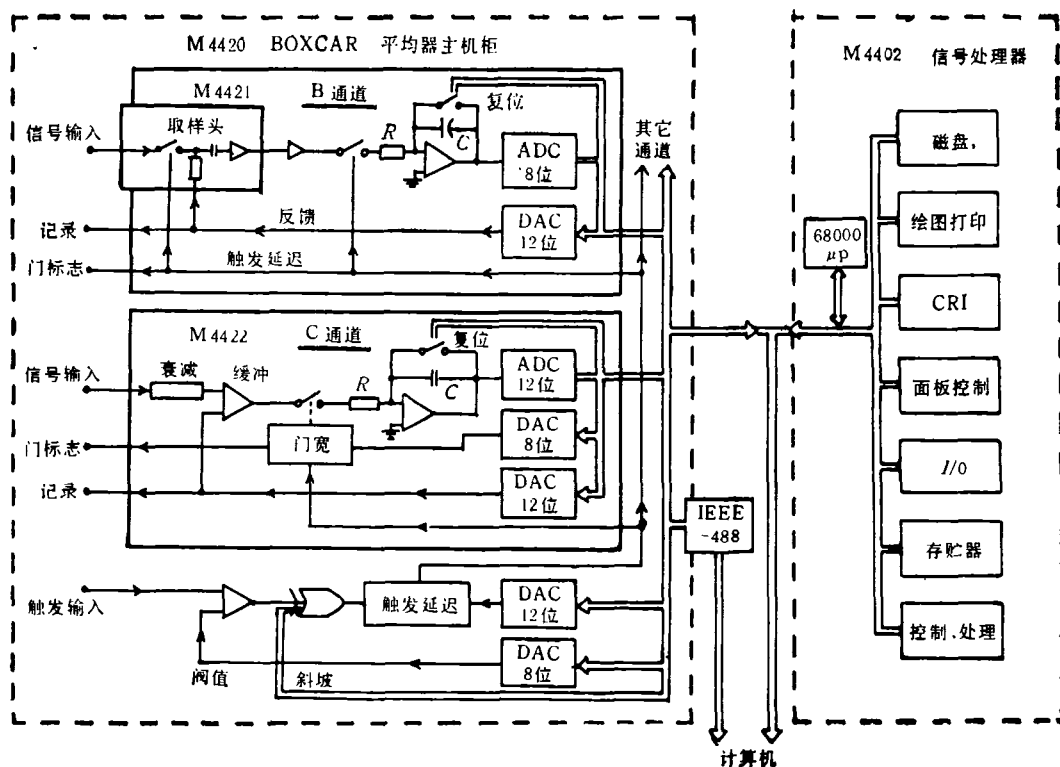 M4420 BOXCAR 平均器主机柜
M4421
B 通道
取样头
信号输入
R
C
复位
ADC
8位
反馈
DAC
12位
记录
触发延迟
门标志
其它
通道
M4422
C 通道
复位
衰减
缓冲
信号输入
R
C
ADC
12位
门宽
DAC
8位
门标志
DAC
12位
记录
触发输入
触发延迟
DAC
12位
DAC
8位
阀值
斜坡
IEEE
-488
计算机
M4402 信号处理器
68000
μp
磁盘,
绘图打印
CRI
面板控制
I/O
存贮器
控制、处理